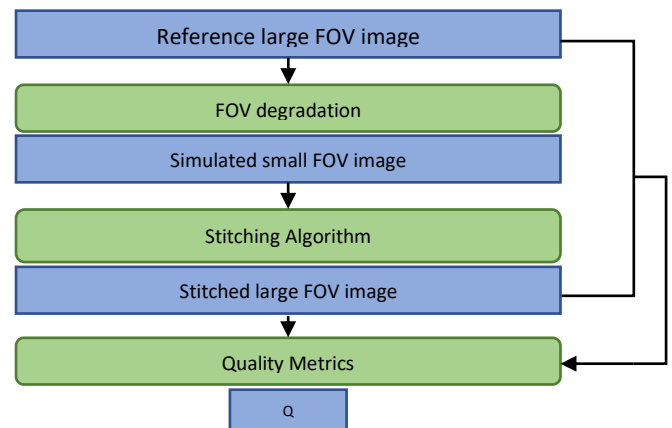 Reference large FOV image
FOV degradation
Simulated small FOV image
Stitching Algorithm
Stitched large FOV image
Quality Metrics
Q